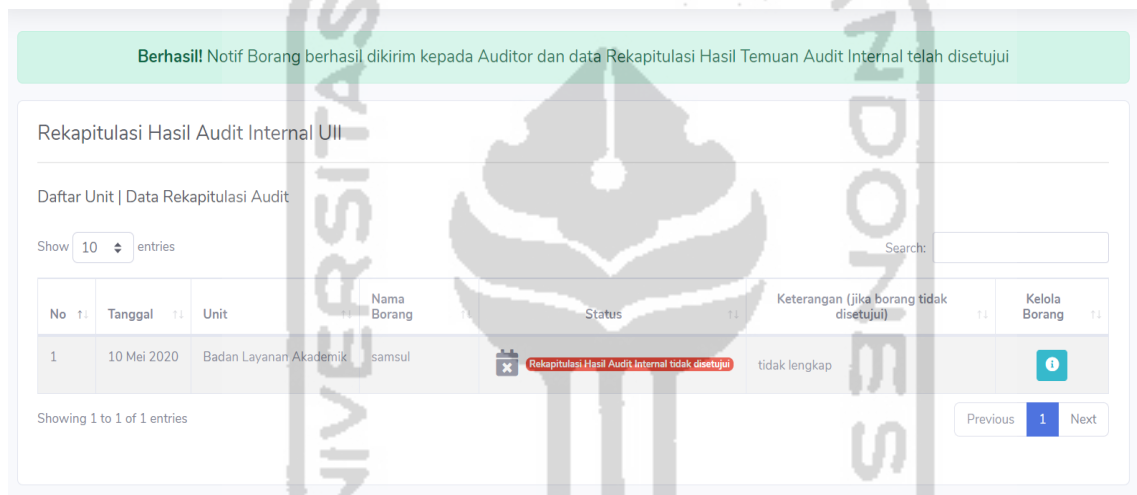 Berhasil! Notif Borang berhasil dikirim kepada Auditor dan data Rekapitulasi Hasil Temuan Audit Internal telah disetujui
Rekapitulasi Hasil Audit Internal UII
Daftar Unit | Data Rekapitulasi Audit
Show 10 entries
Search:
No Tanggal Unit Nama Borang Status Keterangan (jika borang tidak disetujui) Kelola Borang
1 10 Mei 2020 Badan Layanan Akademik samsul Rekapitulasi Hasil Audit Internal tidak disetujui tidak lengkap
Showing 1 to 1 of 1 entries
Previous 1 Next